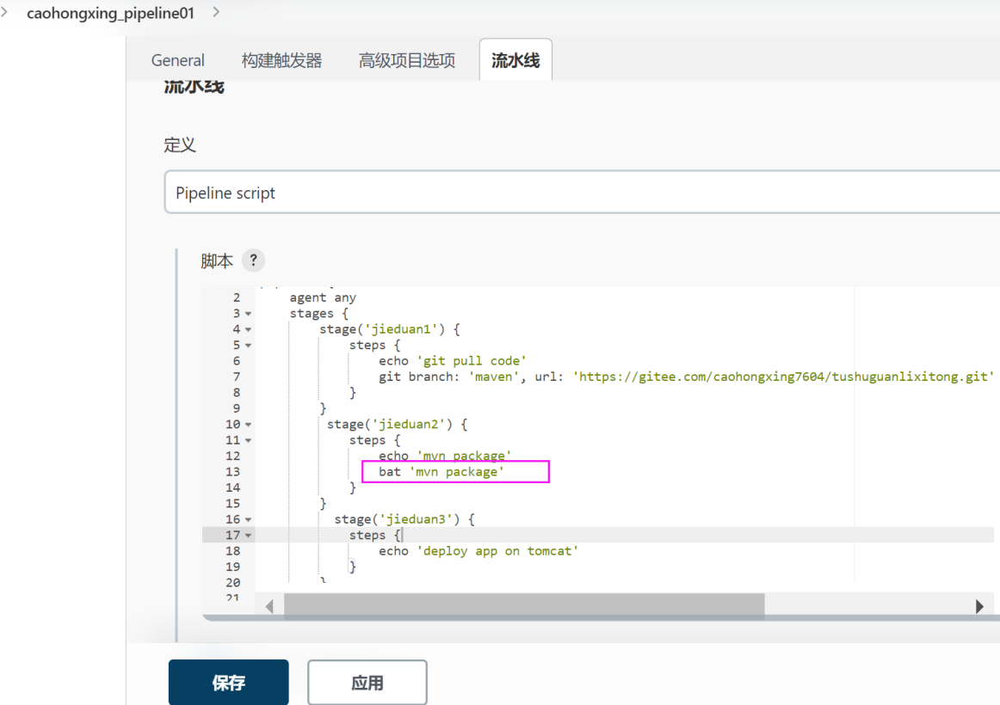 caohongxing_pipeline01
General 构建触发器 高级项目选项 流水线
流水线
定义
Pipeline script
脚本 ?
2 agent any
3 stages {
4 stage('jieduan1') {
5 steps {
6 echo 'git pull code'
7 git branch: 'maven', url: 'https://gitee.com/caohongxing7604/tushuguanlixitong.git'
8 }
9 }
10 stage('jieduan2') {
11 steps {
12 echo 'mvn package'
13 bat 'mvn package'
14 }
15 }
16 stage('jieduan3') {
17 steps {
18 echo 'deploy app on tomcat'
19 }
20 }
21
保存 应用